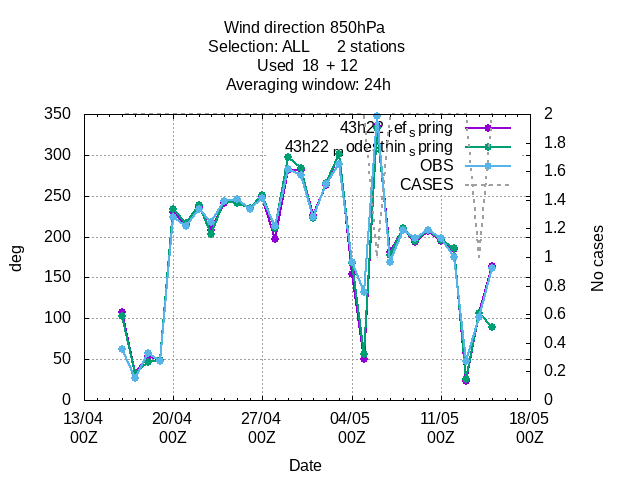 Wind direction 850hPa
Selection: ALL 2 stations
Used 18 + 12
Averaging window: 24h
350
300
250
200
150
100
50
0
deg
2
1.8
1.6
1.4
1.2
1
0.8
0.6
0.4
0.2
0
No cases
43h22_ref_spring
43h22_modesthin_spring
OBS
CASES
13/04 20/04 27/04 04/05 11/05 18/05
00Z 00Z 00Z 00Z 00Z 00Z
Date